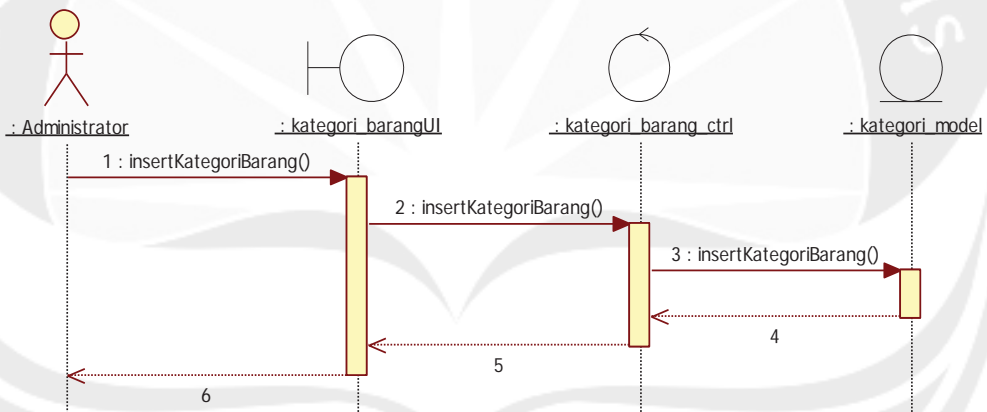 : Administrator
: kategori_barangUI
: kategori_barang_ctrl
: kategori_model
1 : insertKategoriBarang()
2 : insertKategoriBarang()
3 : insertKategoriBarang()
4
5
6